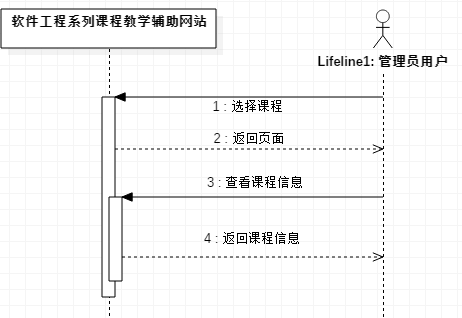 软件工程系列课程教学辅助网站
Lifeline1: 管理员用户
1 : 选择课程
2 : 返回页面
3 : 查看课程信息
4 : 返回课程信息